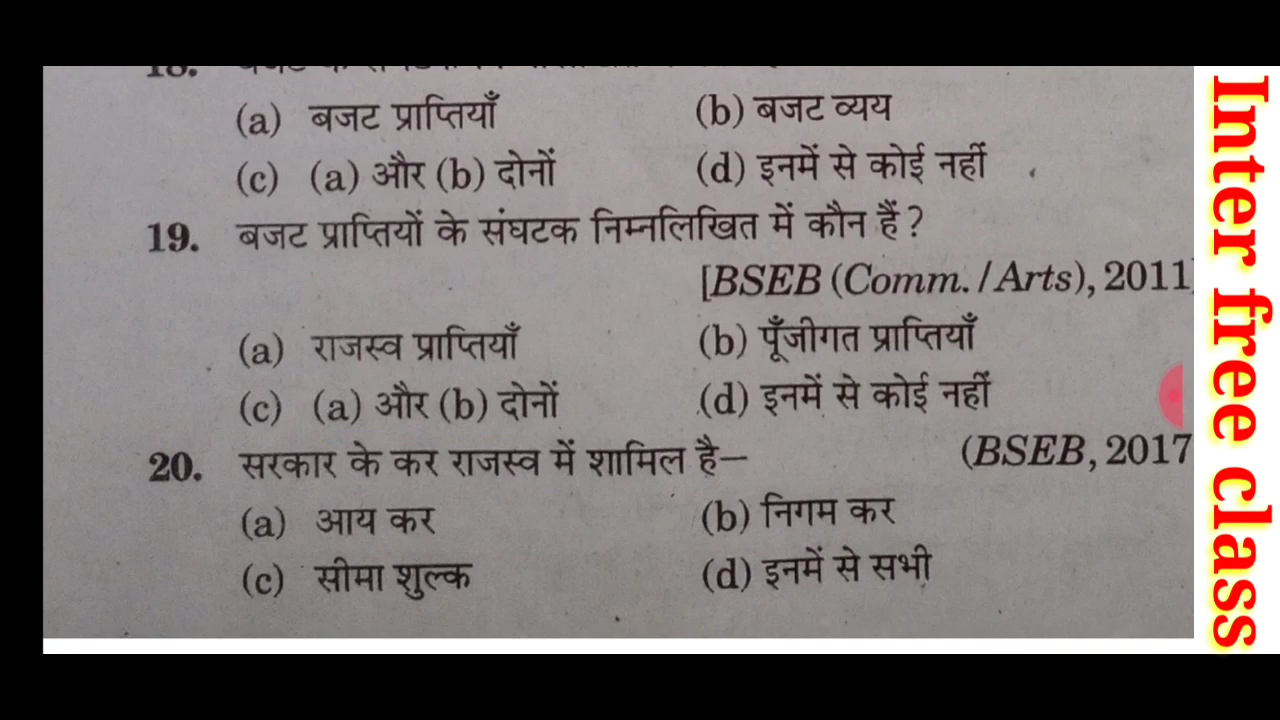 18.
(a) बजट प्राप्तियाँ (b) बजट व्यय
(c) (a) और (b) दोनों (d) इनमें से कोई नहीं
19. बजट प्राप्तियों के संघटक निम्नलिखित में कौन हैं ?
[BSEB (Comm. / Arts), 2011]
(a) राजस्व प्राप्तियाँ (b) पूँजीगत प्राप्तियाँ
(c) (a) और (b) दोनों (d) इनमें से कोई नहीं
20. सरकार के कर राजस्व में शामिल है— (BSEB, 2017
(a) आय कर (b) निगम कर
(c) सीमा शुल्क (d) इनमें से सभी
Inter free class